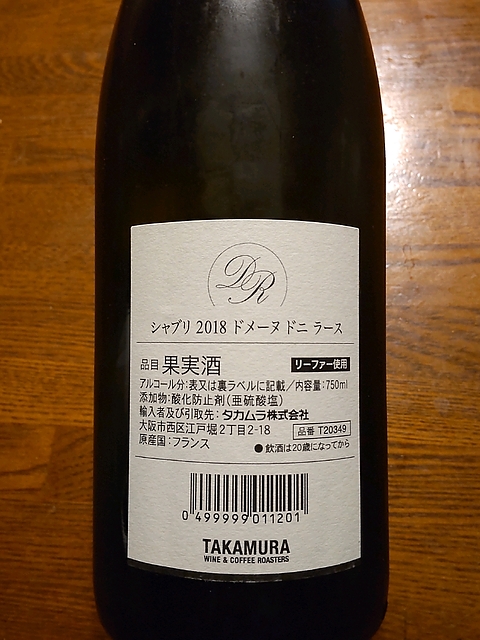 DR
シャブリ 2018 ドメーヌ ドニ ラース
品目 果実酒 リーファー使用
アルコール分:表又は裏ラベルに記載/内容量:750ml
添加物:酸化防止剤(亜硫酸塩)
輸入者及び引取先:タカムラ株式会社
大阪市西区江戸堀2丁目2-18 品番 T20349
原産国:フランス ●飲酒は20歳になってから
0 499999 011201
TAKAMURA
WINE & COFFEE ROASTERS